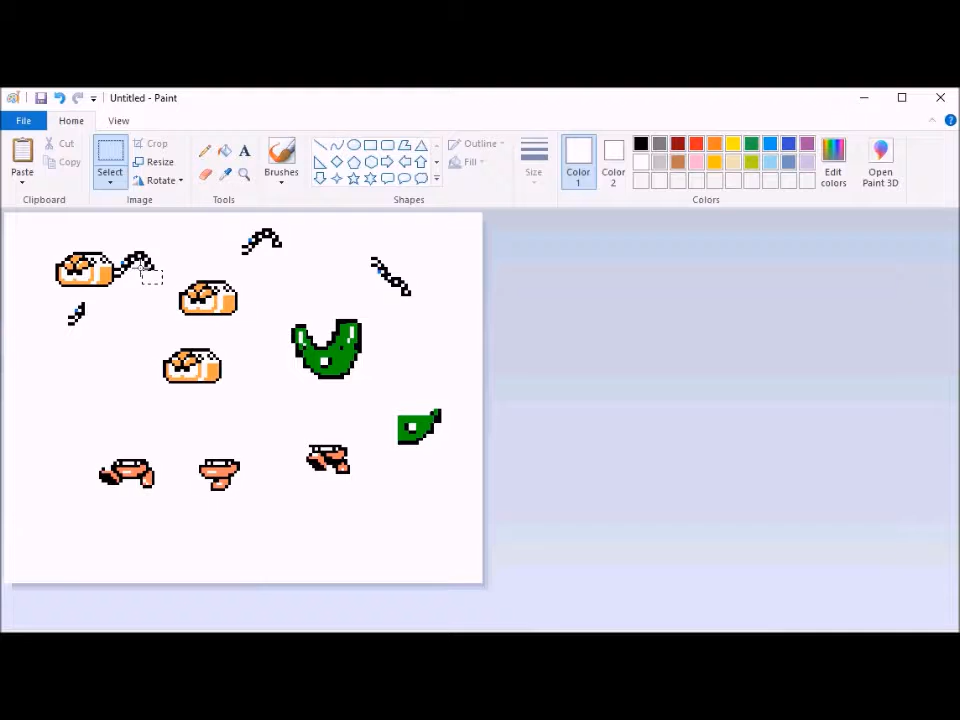 Untitled - Paint
File Home View
Paste Cut Copy
Clipboard
Select Crop Resize Rotate
Image
A
Tools
Brushes
Outline Fill
Shapes
Size
Color 1
Color 2
Edit colors
Colors
Open Paint 3D
?